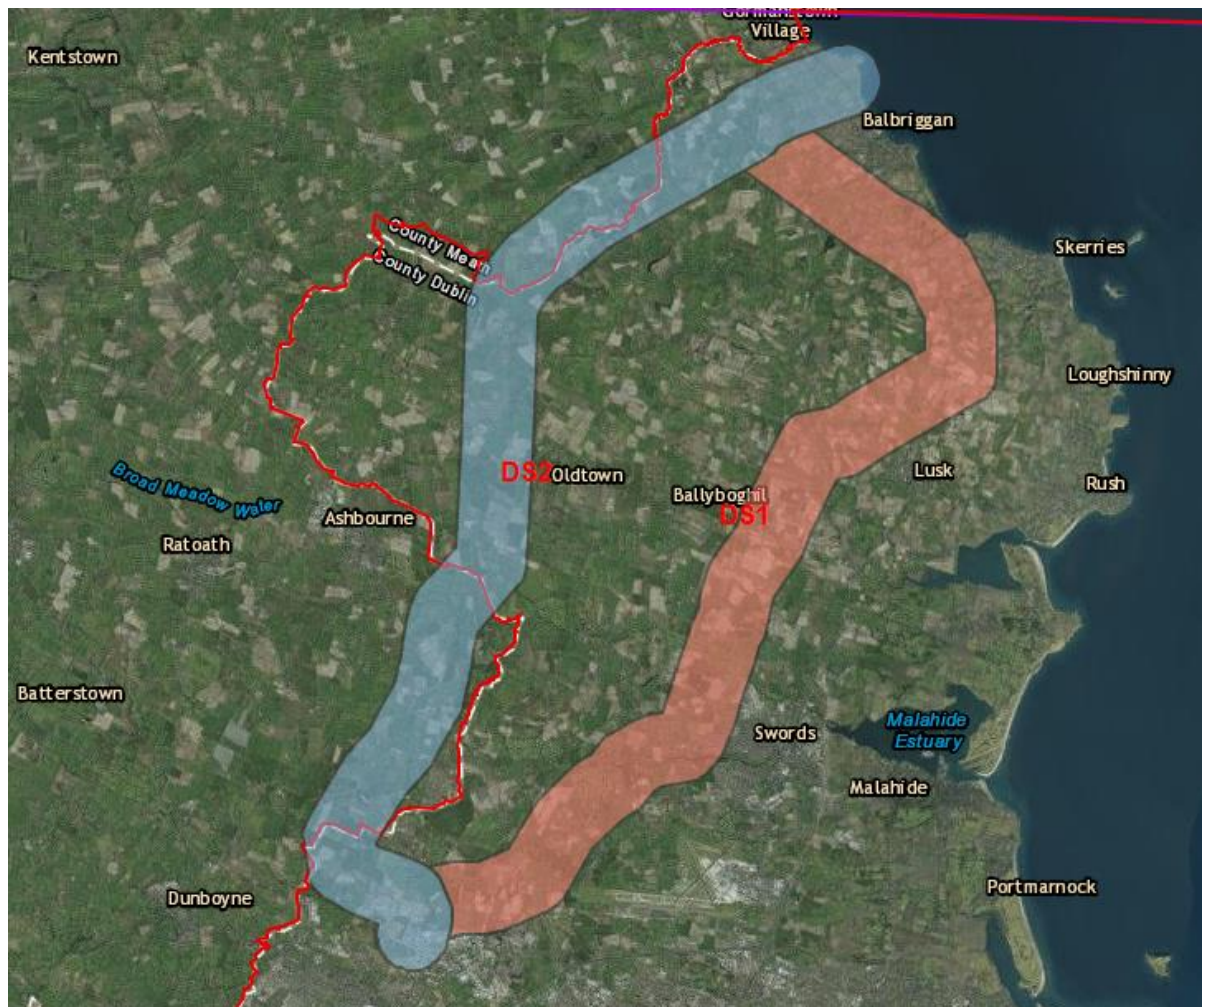 Gormanstown
Village
Kentstown
Balbriggan
County Meath
County Dublin
Skerries
Loughshinny
DS2
Oldtown
Lusk
Rush
Ballyboghil
DS1
Broad Meadow Water
Ashbourne
Ratoath
Batterstown
Swords
Malahide
Estuary
Malahide
Dunboyne
Portmarnock